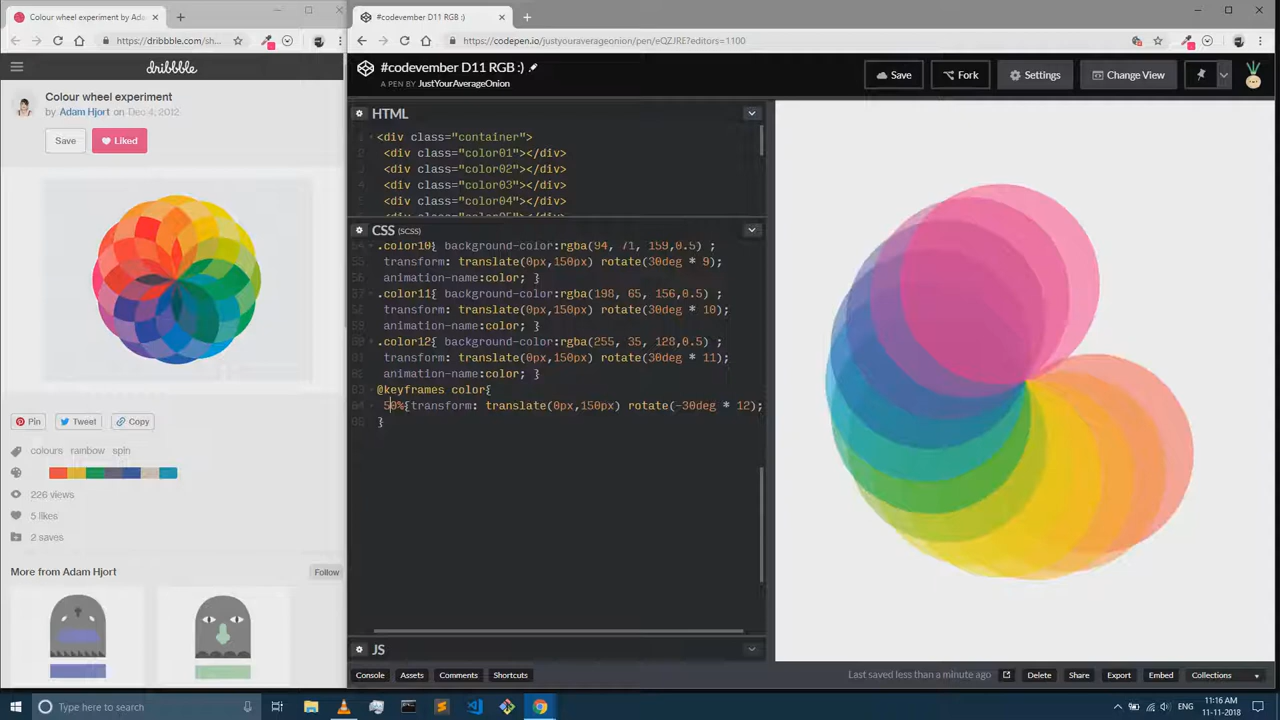 Colour wheel experiment by Adam
https://dribbble.com/sh...
dribbble
Colour wheel experiment
by Adam Hjort on Dec 4, 2012
Save
Liked
Pin
Tweet
Copy
colours rainbow spin
226 views
5 likes
2 saves
More from Adam Hjort
Follow
#codevember D11 RGB :)
https://codepen.io/justyouraverageonion/pen/eQZJRE?editors=1100
#codevember D11 RGB :)
A PEN BY JustYourAverageOnion
Save
Fork
Settings
Change View
HTML
1 <div class="container">
2 <div class="color01"></div>
3 <div class="color02"></div>
4 <div class="color03"></div>
5 <div class="color04"></div>
CSS (SCSS)
.color10{ background-color:rgba(94, 71, 159,0.5) ;
transform: translate(0px,150px) rotate(30deg * 9);
animation-name:color; }
.color11{ background-color:rgba(198, 65, 156,0.5) ;
transform: translate(0px,150px) rotate(30deg * 10);
animation-name:color; }
.color12{ background-color:rgba(255, 35, 128,0.5) ;
transform: translate(0px,150px) rotate(30deg * 11);
animation-name:color; }
@keyframes color{
50%{transform: translate(0px,150px) rotate(-30deg * 12);
}
JS
Console
Assets
Comments
Shortcuts
Last saved less than a minute ago
Delete
Share
Export
Embed
Collections
Type here to search
ENG
11:16 AM
11-11-2018